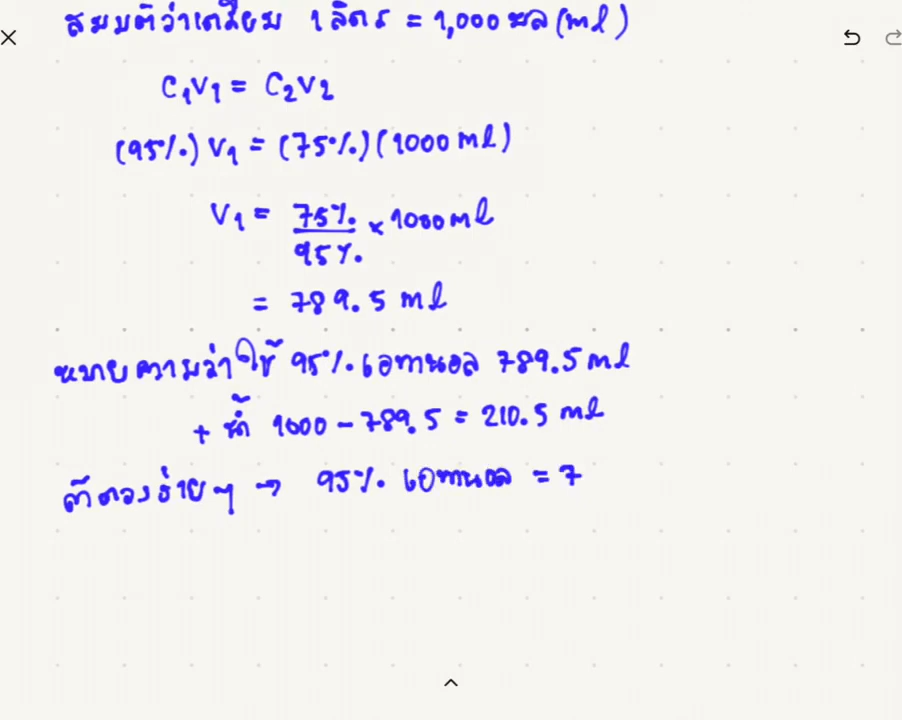 สมมติว่าเตรียม 1 ลิตร = 1,000 มล (ml)
C₁V₁ = C₂V₂
(95%) V₁ = (75%)(1000 ml)
V₁ = 75%/95% × 1000 ml
= 789.5 ml
หมายความว่าใช้ 95% เอทานอล 789.5 ml
+ น้ำ 1000 - 789.5 = 210.5 ml
ตีตวงง่ายๆ → 95% เอทานอล = 7